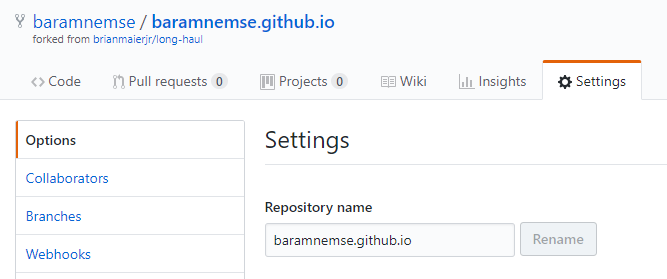 baramnemse / baramnemse.github.io
forked from brianmaierjr/long-haul
Code Pull requests 0 Projects 0 Wiki Insights Settings
Options
Collaborators
Branches
Webhooks
Settings
Repository name
baramnemse.github.io Rename